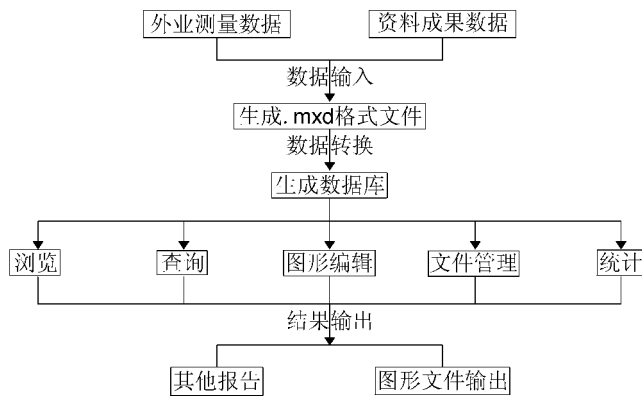 外业测量数据
资料成果数据
数据输入
生成.mxd格式文件
数据转换
生成数据库
浏览
查询
图形编辑
文件管理
统计
结果输出
其他报告
图形文件输出